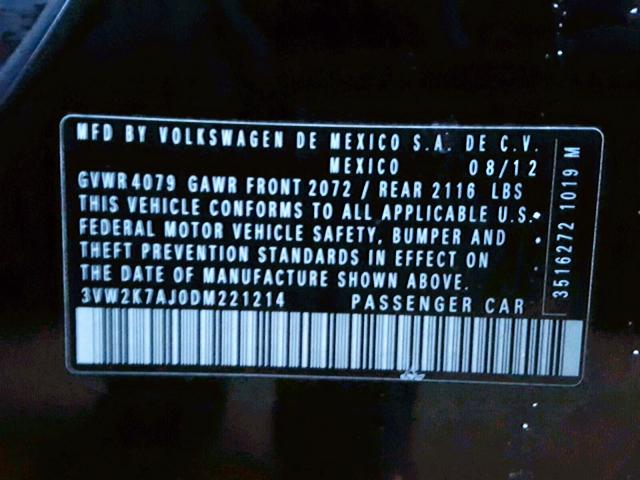 MFD BY VOLKSWAGEN DE MEXICO S.A. DE C.V.
MEXICO 08/12
GVWR 4079 GAWR FRONT 2072 / REAR 2116 LBS
THIS VEHICLE CONFORMS TO ALL APPLICABLE U.S.
FEDERAL MOTOR VEHICLE SAFETY, BUMPER AND
THEFT PREVENTION STANDARDS IN EFFECT ON
THE DATE OF MANUFACTURE SHOWN ABOVE.
3VW2K7AJ0DM221214 PASSENGER CAR
3516272 1019 M